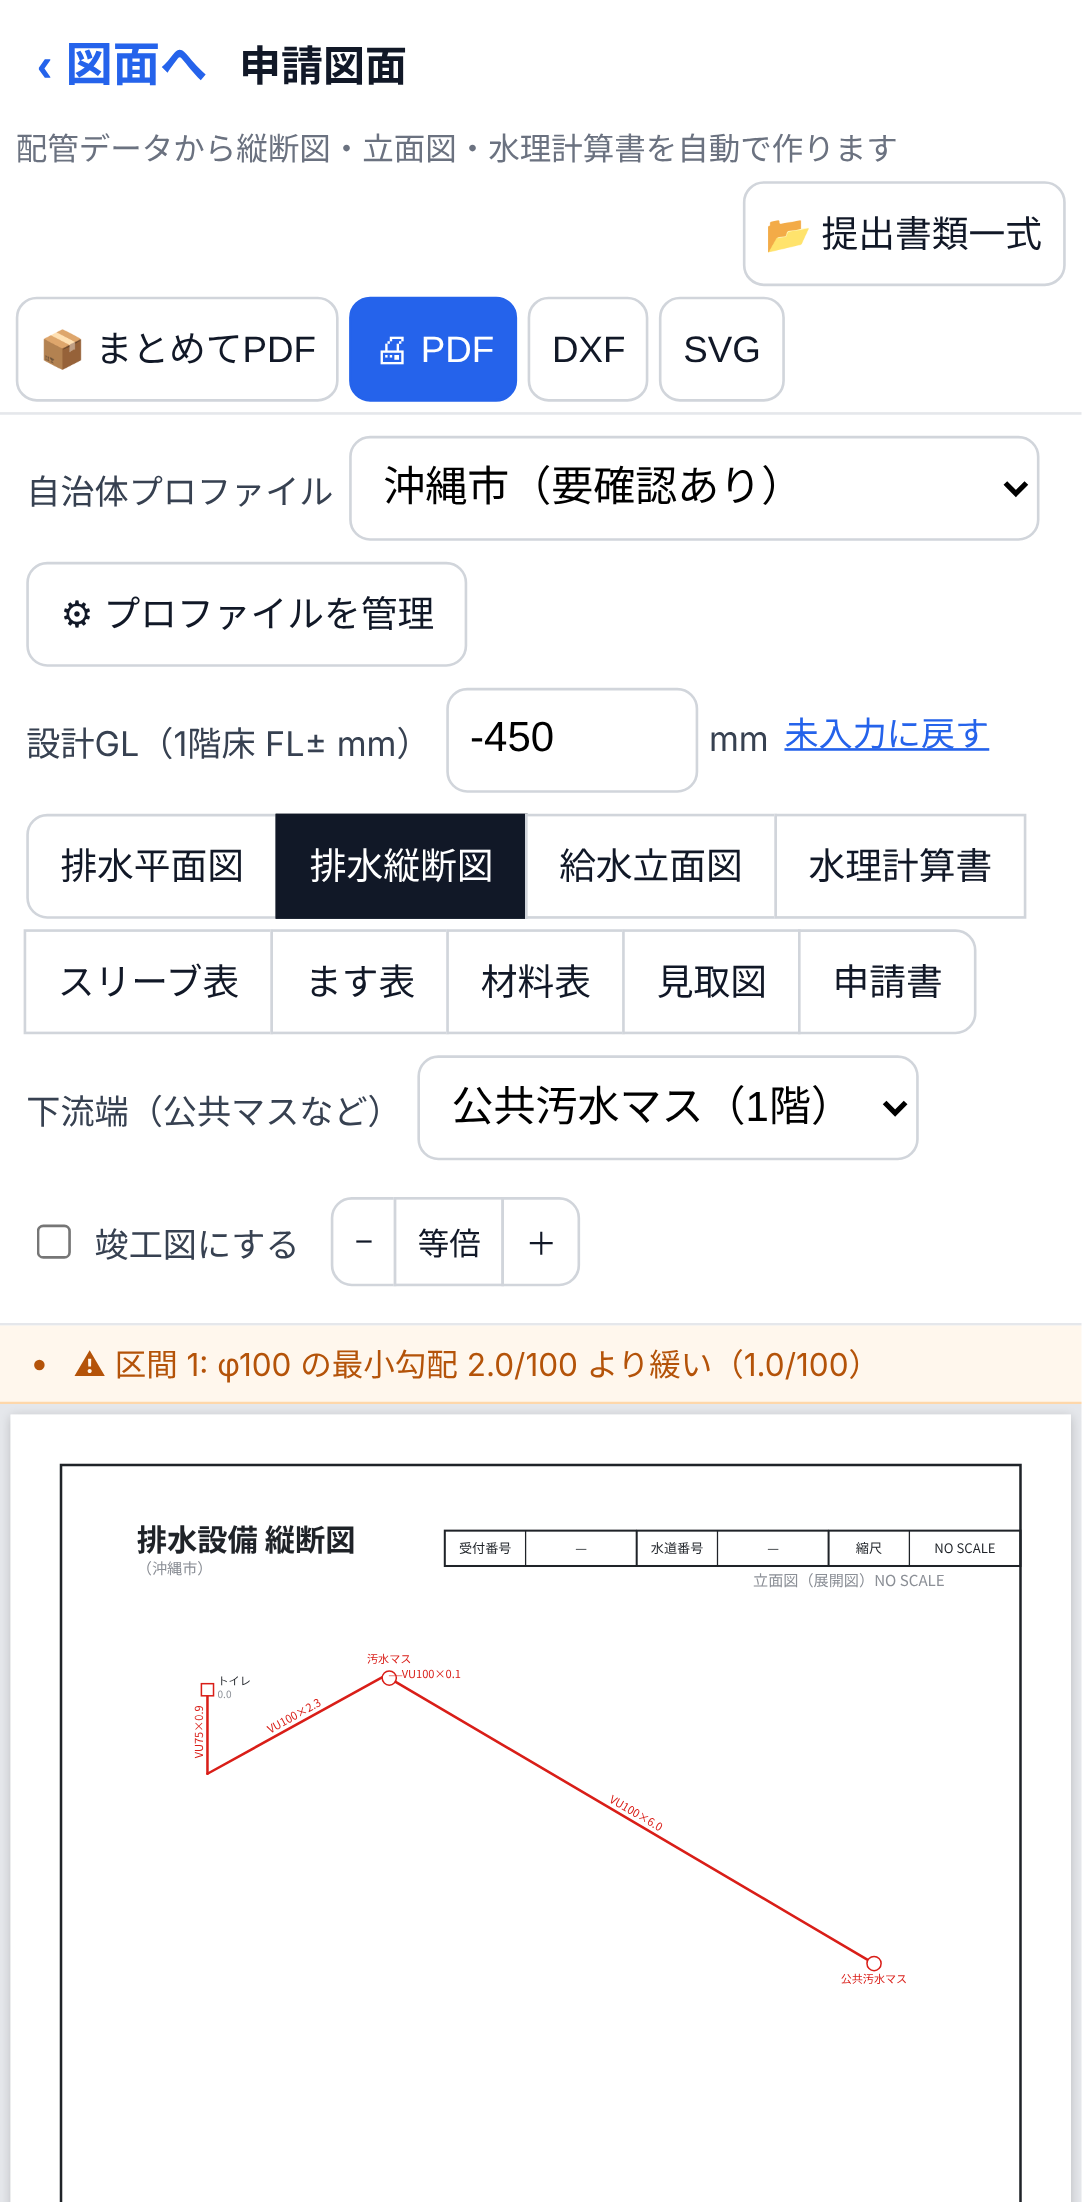 ‹ 図面へ 申請図面
配管データから縦断図・立面図・水理計算書を自動で作ります
📂 提出書類一式
📦 まとめてPDF 🖨 PDF DXF SVG
自治体プロファイル 沖縄市（要確認あり）
⚙ プロファイルを管理
設計GL（1階床 FL± mm） -450 mm 未入力に戻す
排水平面図 排水縦断図 給水立面図 水理計算書
スリーブ表 ます表 材料表 見取図 申請書
下流端（公共マスなど） 公共汚水マス（1階）
竣工図にする − 等倍 ＋
• ⚠ 区間 1: φ100 の最小勾配 2.0/100 より緩い（1.0/100）
排水設備 縦断図
（沖縄市）
受付番号 — 水道番号 — 縮尺 NO SCALE
立面図（展開図）NO SCALE
汚水マス
VU100×0.1
トイレ
0.0
VU75×0.9
VU100×2.3
VU100×6.0
公共汚水マス